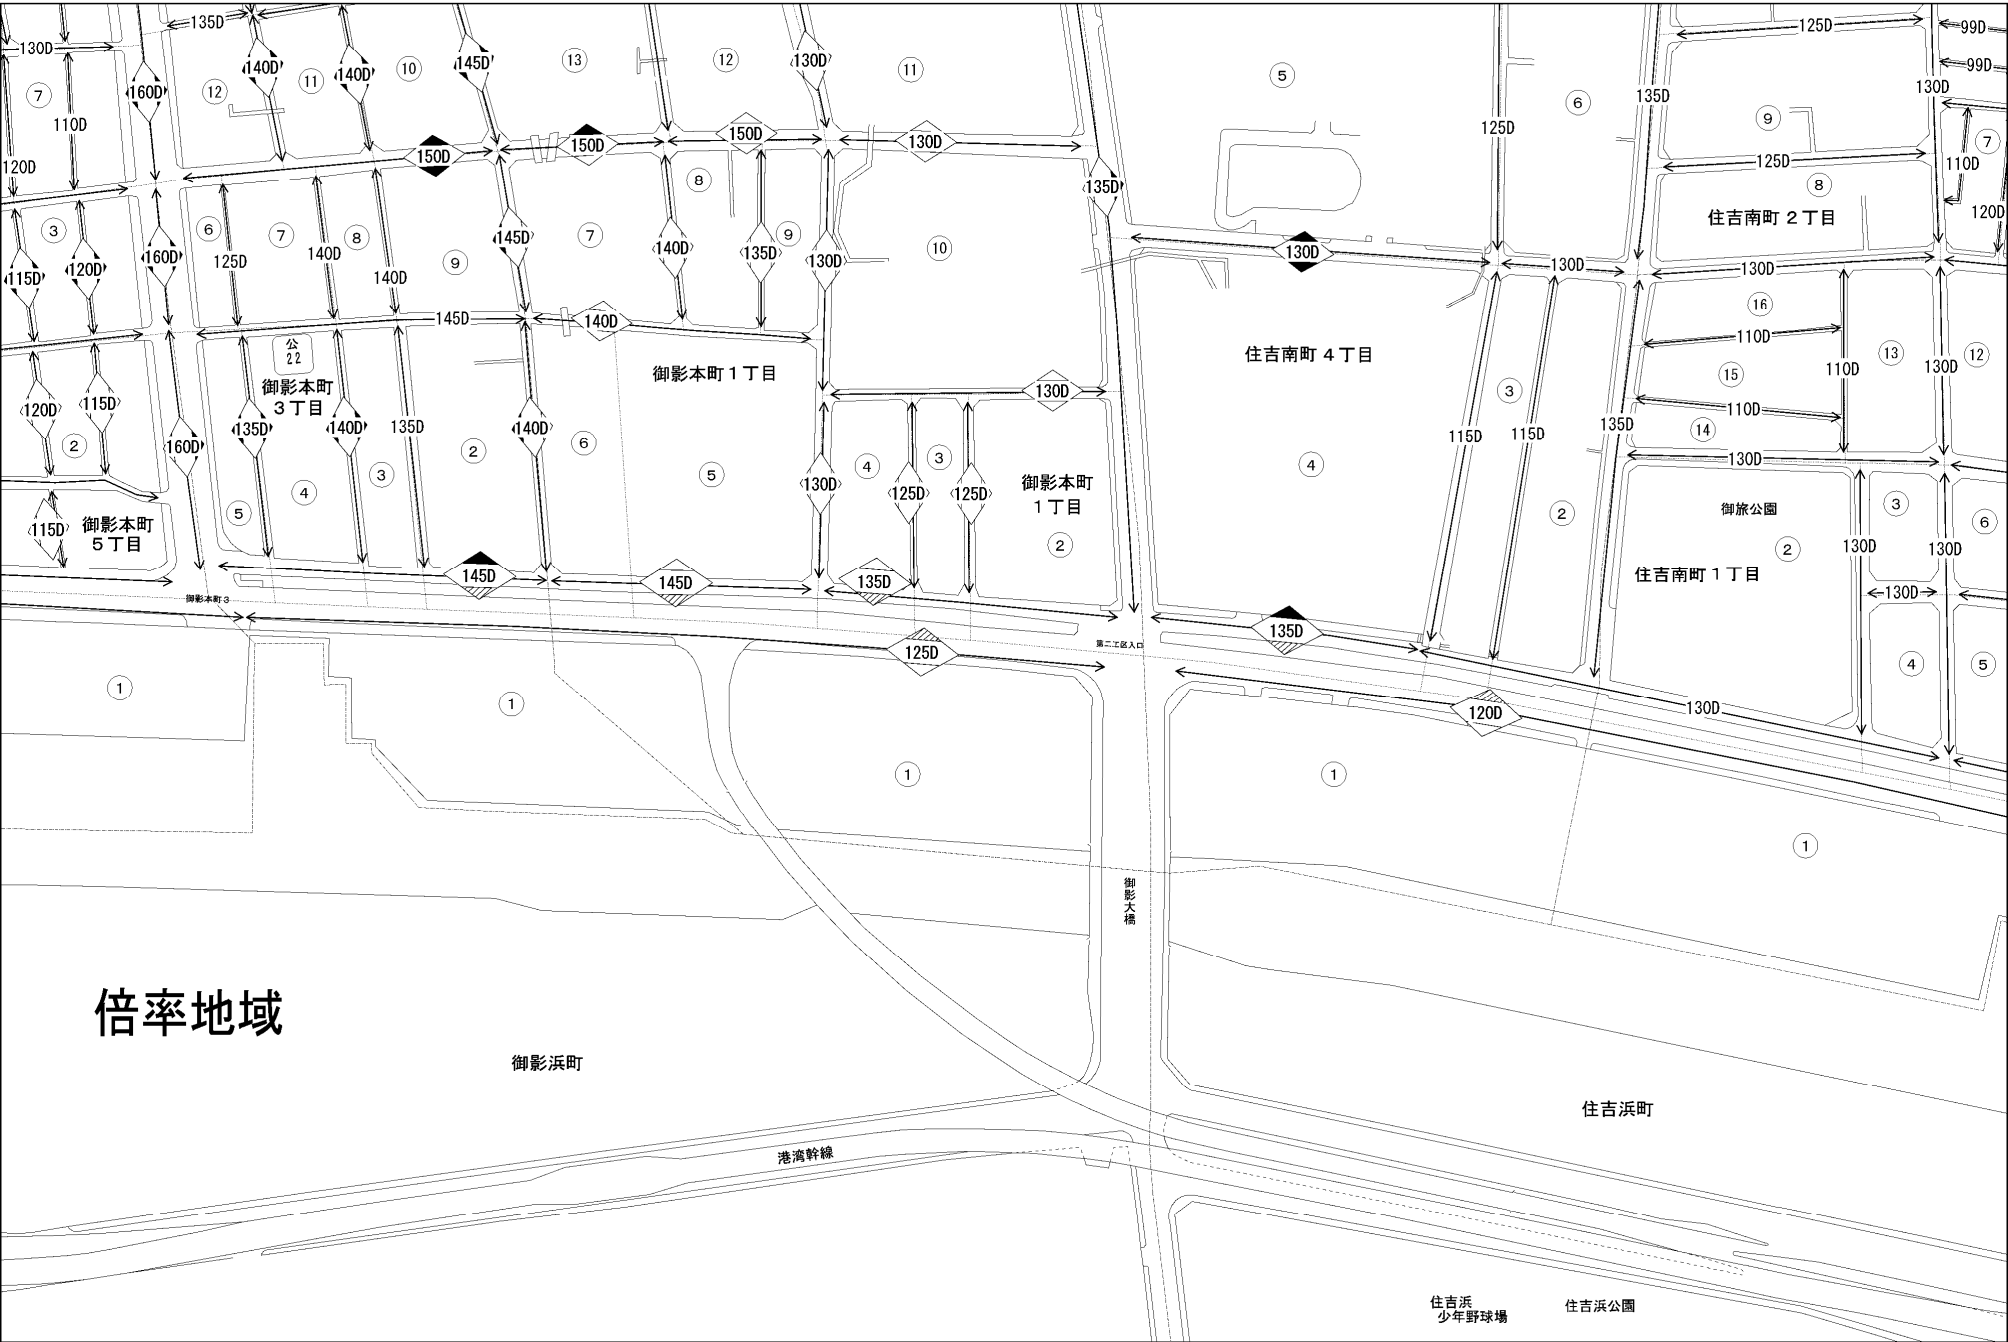 135D
130D
140D
140D
145D
130D
125D
99D
99D
⑦
160D
⑫
⑪
⑩
⑬
⑫
⑪
⑤
⑥
135D
130D
⑨
⑦
110D
120D
150D
150D
150D
130D
125D
125D
110D
③
160D
⑥
⑦
⑧
⑨
⑧
⑦
⑨
135D
⑧
住吉南町2丁目
120D
115D
120D
125D
140D
140D
145D
140D
135D
130D
⑩
130D
130D
130D
145D
140D
公
22
御影本町
3丁目
御影本町1丁目
住吉南町4丁目
⑯
110D
⑮
110D
110D
⑬
130D
⑫
120D
115D
②
160D
135D
140D
135D
③
②
140D
⑥
⑤
130D
130D
④
③
125D
125D
御影本町
1丁目
②
④
115D
115D
③
②
135D
⑭
130D
115D
御影本町
5丁目
⑤
④
御旅公園
②
住吉南町1丁目
③
⑥
130D
130D
130D
145D
145D
135D
御影本町3
125D
第二工区入口
135D
120D
130D
④
⑤
①
①
①
①
①
御影大橋
倍率地域
御影浜町
住吉浜町
港湾幹線
住吉浜
少年野球場
住吉浜公園